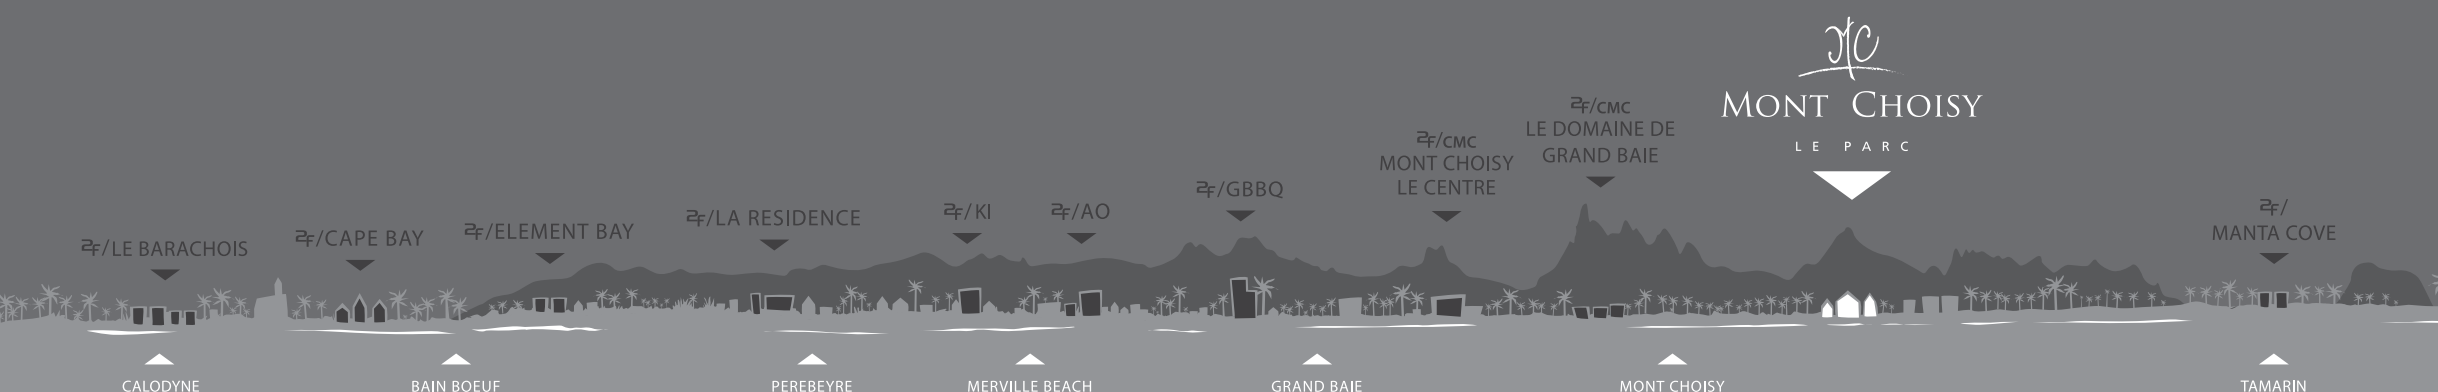 2F/LE BARACHOIS
2F/CAPE BAY
2F/ELEMENT BAY
2F/LA RESIDENCE
2F/KI
2F/AO
2F/GBBQ
2F/CMC
MONT CHOISY
LE CENTRE
2F/CMC
LE DOMAINE DE
GRAND BAIE
MC
MONT CHOISY
LE PARC
2F/
MANTA COVE
CALODYNE
BAIN BOEUF
PEREBEYRE
MERVILLE BEACH
GRAND BAIE
MONT CHOISY
TAMARIN